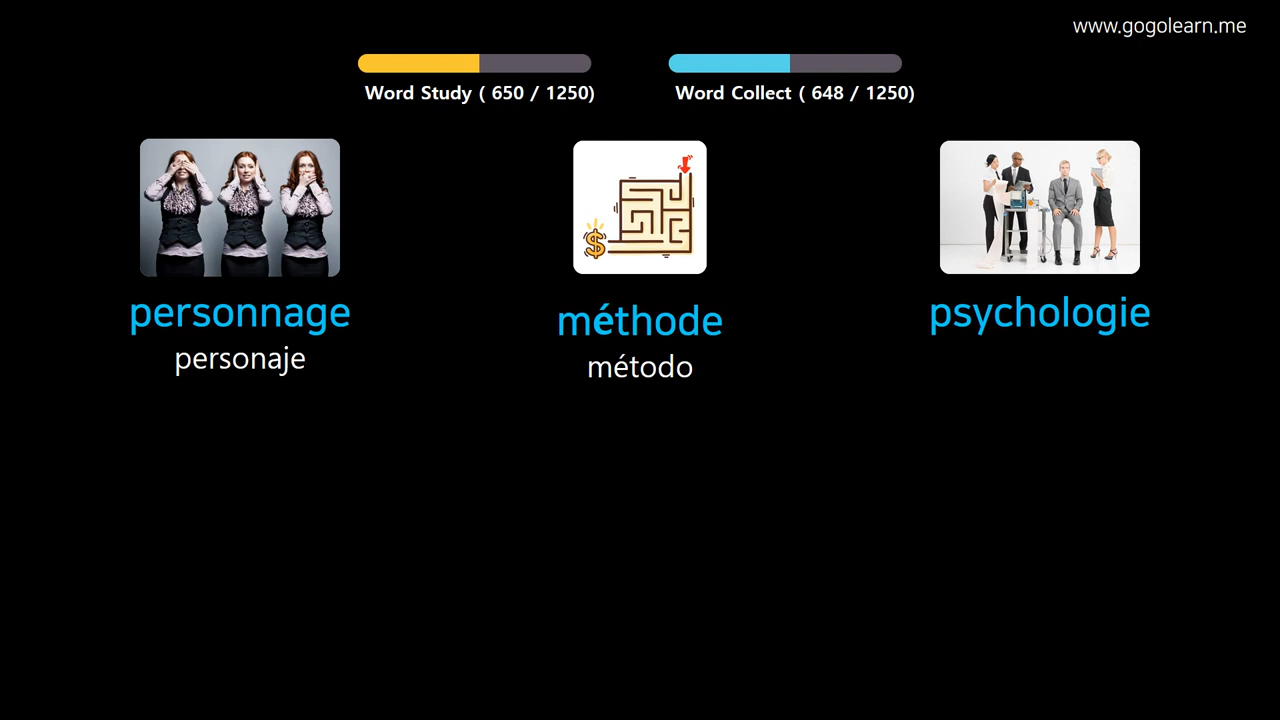 www.gogolearn.me
Word Study ( 650 / 1250)
Word Collect ( 648 / 1250)
personnage
personaje
méthode
método
psychologie